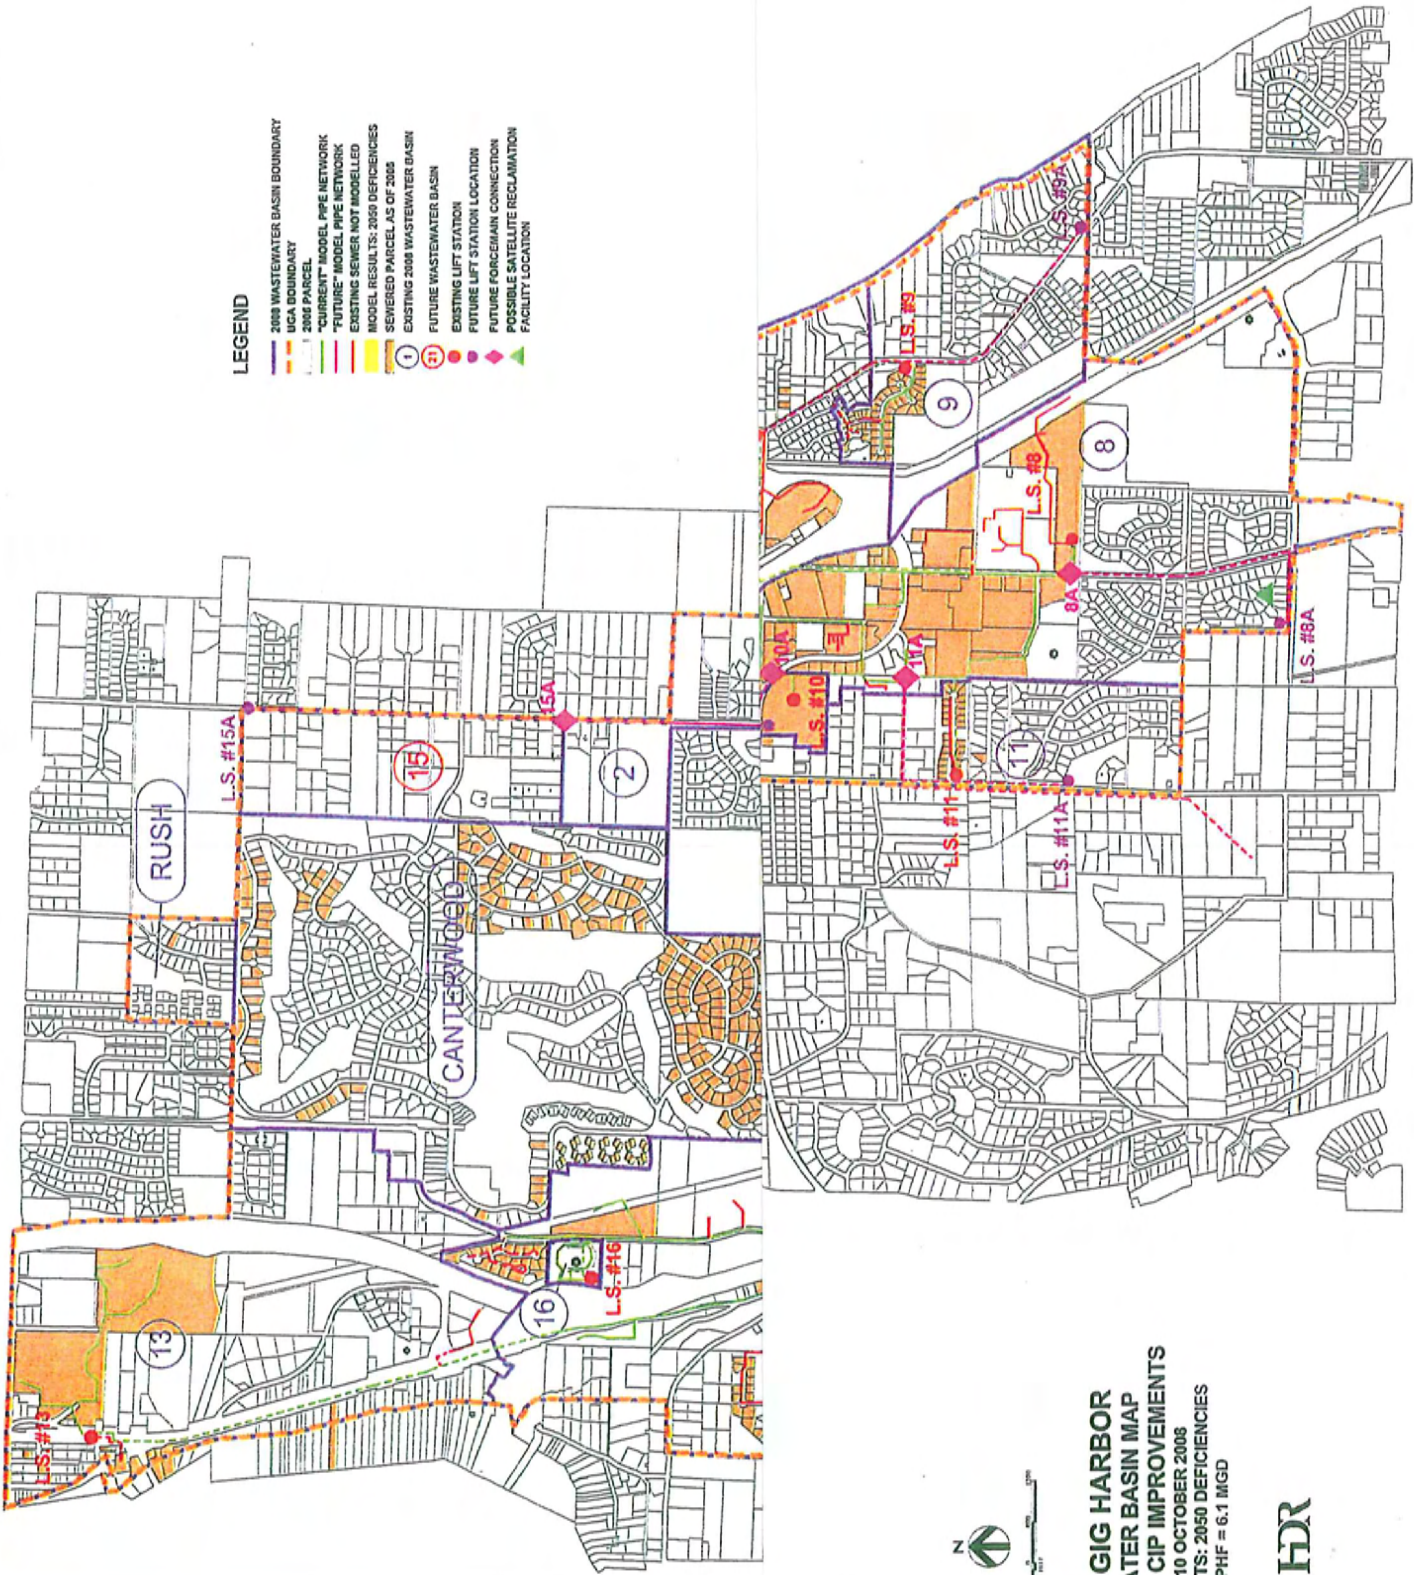 LEGEND
2008 WASTEWATER BASIN BOUNDARY
UGA BOUNDARY
2005 PARCEL
"CURRENT" MODEL PIPE NETWORK
"FUTURE" MODEL PIPE NETWORK
EXISTING SEWER NOT MODELLED
MODEL RESULTS: 2050 DEFICIENCIES
SEWERED PARCEL AS OF 2005
1
EXISTING 2008 WASTEWATER BASIN
21
FUTURE WASTEWATER BASIN
EXISTING LIFT STATION
FUTURE LIFT STATION LOCATION
FUTURE FORCEMAIN CONNECTION
POSSIBLE SATELLITE RECLAMATION
FACILITY LOCATION
L.S. #13
13
RUSH
L.S. #15A
15
15A
2
CANTERWOOD
16
L.S. #16
10A
L.S. #10
11A
L.S. #11
11
L.S. #11A
L.S. #9
9
L.S. #9A
L.S. #8
8
8A
L.S. #8A
N
GIG HARBOR
ATER BASIN MAP
CIP IMPROVEMENTS
10 OCTOBER 2008
TS: 2050 DEFICIENCIES
PHF = 6.1 MGD
HDR